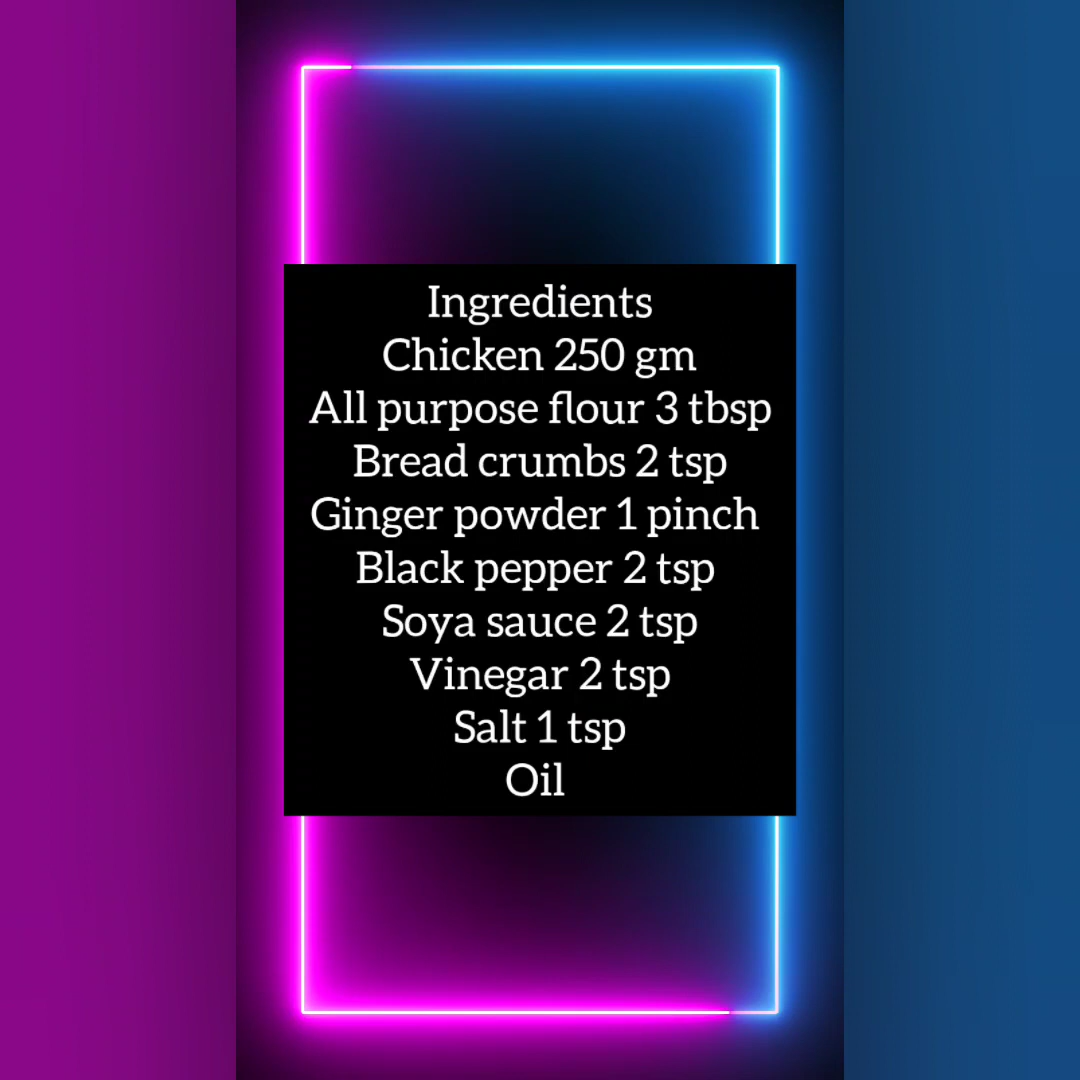 Ingredients
Chicken 250 gm
All purpose flour 3 tbsp
Bread crumbs 2 tsp
Ginger powder 1 pinch
Black pepper 2 tsp
Soya sauce 2 tsp
Vinegar 2 tsp
Salt 1 tsp
Oil